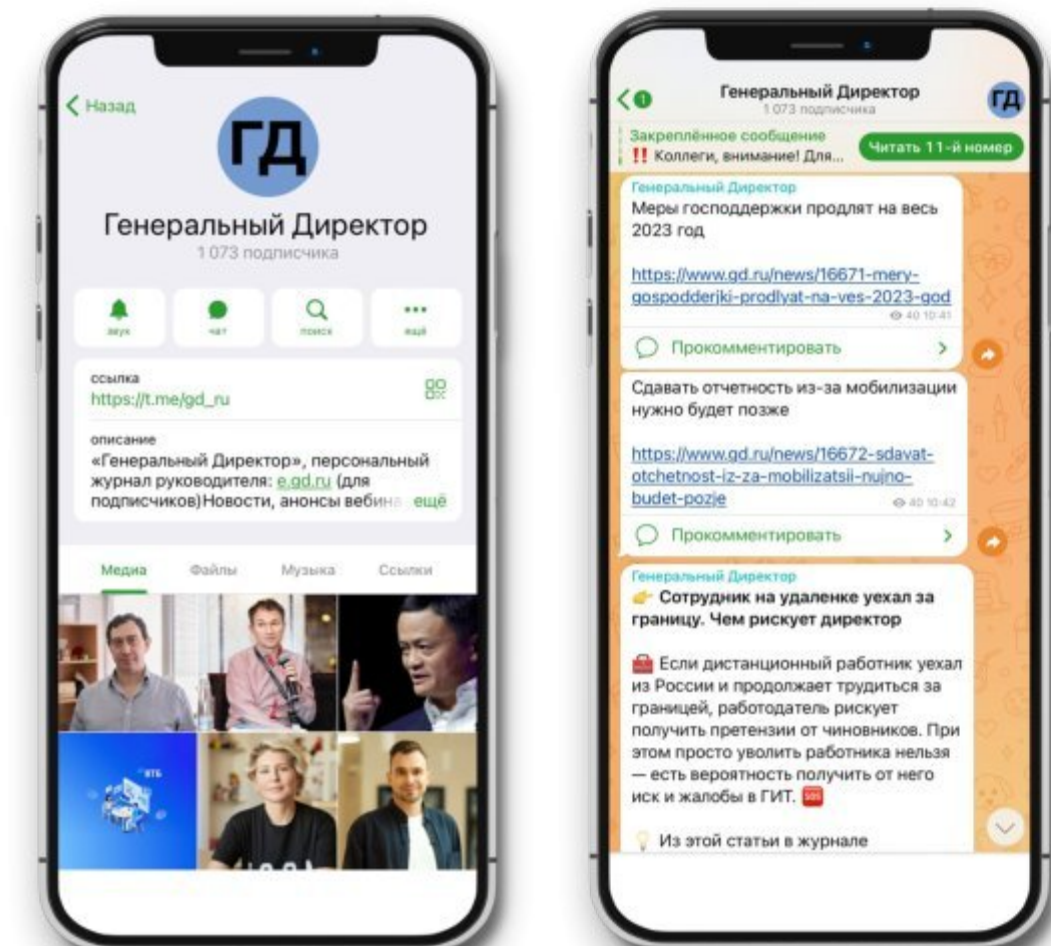 Назад
ГД
Генеральный Директор
1 073 подписчика
звук
чат
поиск
ещё
ссылка
https://t.me/gd_ru
описание
«Генеральный Директор», персональный
журнал руководителя: e.gd.ru (для
подписчиков)Новости, анонсы вебина ещё
Медиа
Файлы
Музыка
Ссылки
ВТБ
1
Генеральный Директор
1 073 подписчика
ГД
Закреплённое сообщение
‼️ Коллеги, внимание! Для...
Читать 11-й номер
Генеральный Директор
Меры господдержки продлят на весь
2023 год
https://www.gd.ru/news/16671-mery-
gospodderjki-prodlyat-na-ves-2023-god
40 10:41
Прокомментировать
Сдавать отчетность из-за мобилизации
нужно будет позже
https://www.gd.ru/news/16672-sdavat-
otchetnost-iz-za-mobilizatsii-nujno-
budet-pozje
40 10:42
Прокомментировать
Генеральный Директор
👉 Сотрудник на удаленке уехал за
границу. Чем рискует директор
🧰 Если дистанционный работник уехал
из России и продолжает трудиться за
границей, работодатель рискует
получить претензии от чиновников. При
этом просто уволить работника нельзя
— есть вероятность получить от него
иск и жалобы в ГИТ. 🆘
💡 Из этой статьи в журнале